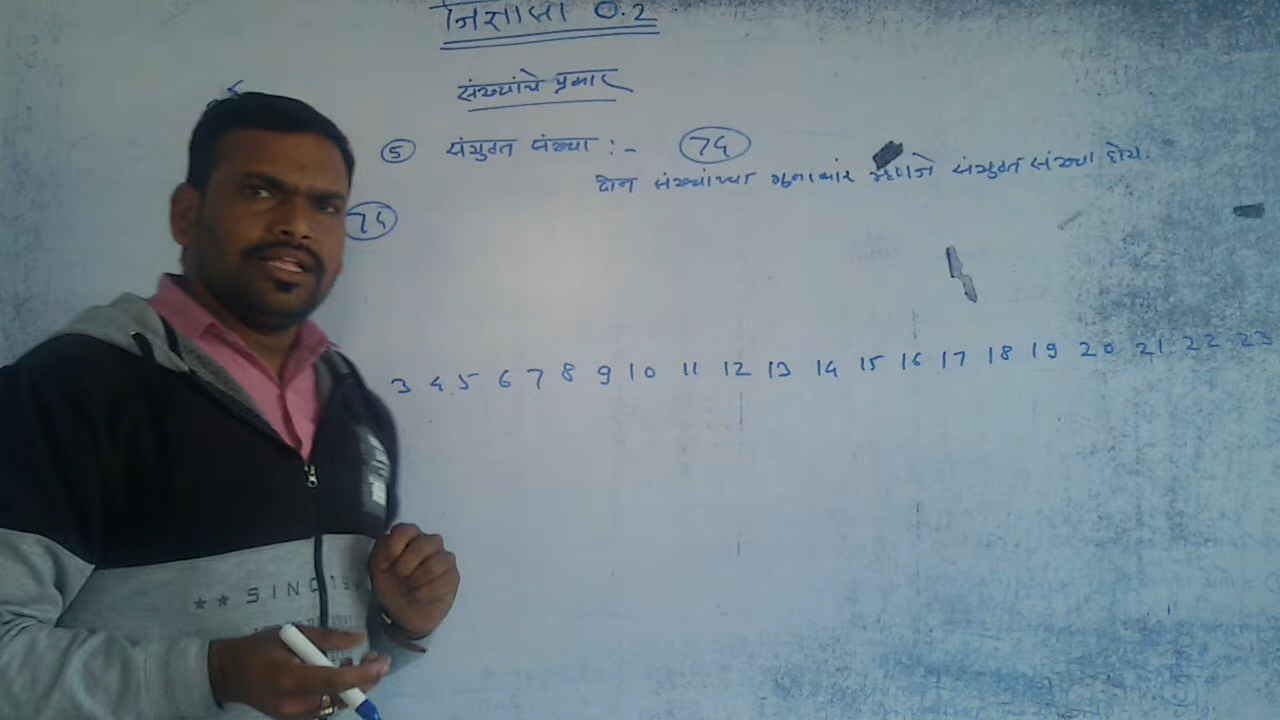 जिज्ञासा 0.2
संख्यांचे प्रकार
⑤ संयुक्त संख्या :- 74
दोन संख्यांच्या गुनाकार म्हणजे संयुक्त संख्या होय.
74
3 4 5 6 7 8 9 10 11 12 13 14 15 16 17 18 19 20 21 22 23
★★ SINC